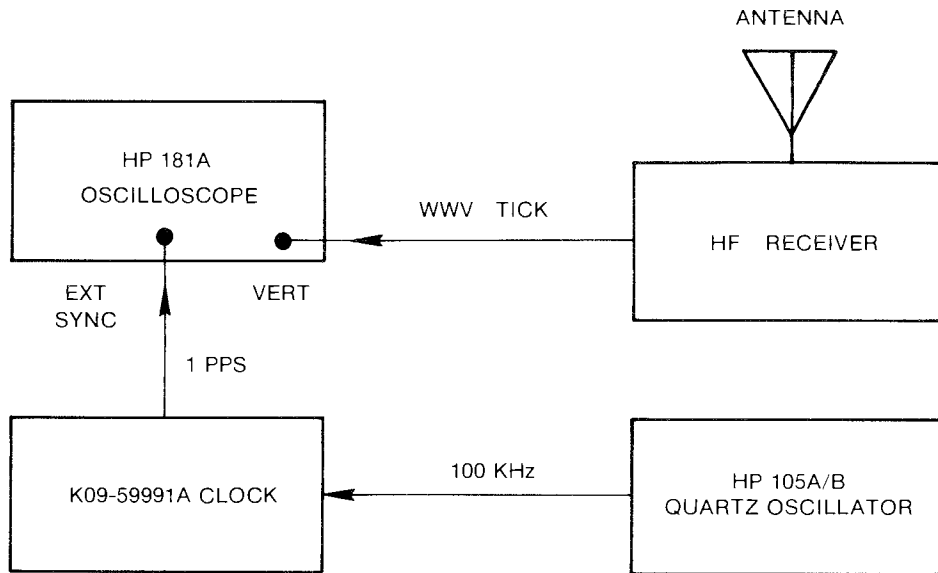 ANTENNA
HP 181A
OSCILLOSCOPE
WWV TICK
HF RECEIVER
EXT
SYNC
VERT
1 PPS
K09-59991A CLOCK
100 KHz
HP 105A/B
QUARTZ OSCILLATOR